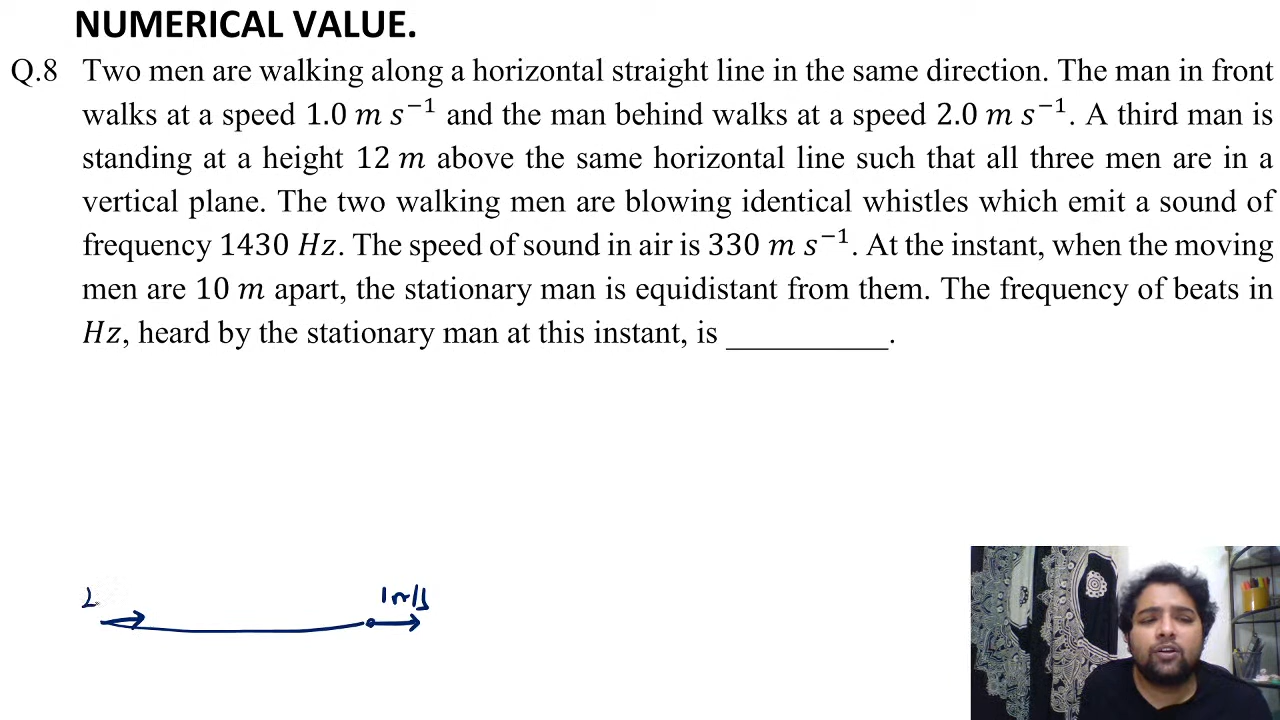 NUMERICAL VALUE.
Q.8 Two men are walking along a horizontal straight line in the same direction. The man in front
walks at a speed 1.0 m s⁻¹ and the man behind walks at a speed 2.0 m s⁻¹. A third man is
standing at a height 12 m above the same horizontal line such that all three men are in a
vertical plane. The two walking men are blowing identical whistles which emit a sound of
frequency 1430 Hz. The speed of sound in air is 330 m s⁻¹. At the instant, when the moving
men are 10 m apart, the stationary man is equidistant from them. The frequency of beats in
Hz, heard by the stationary man at this instant, is __________.
2 1m/s